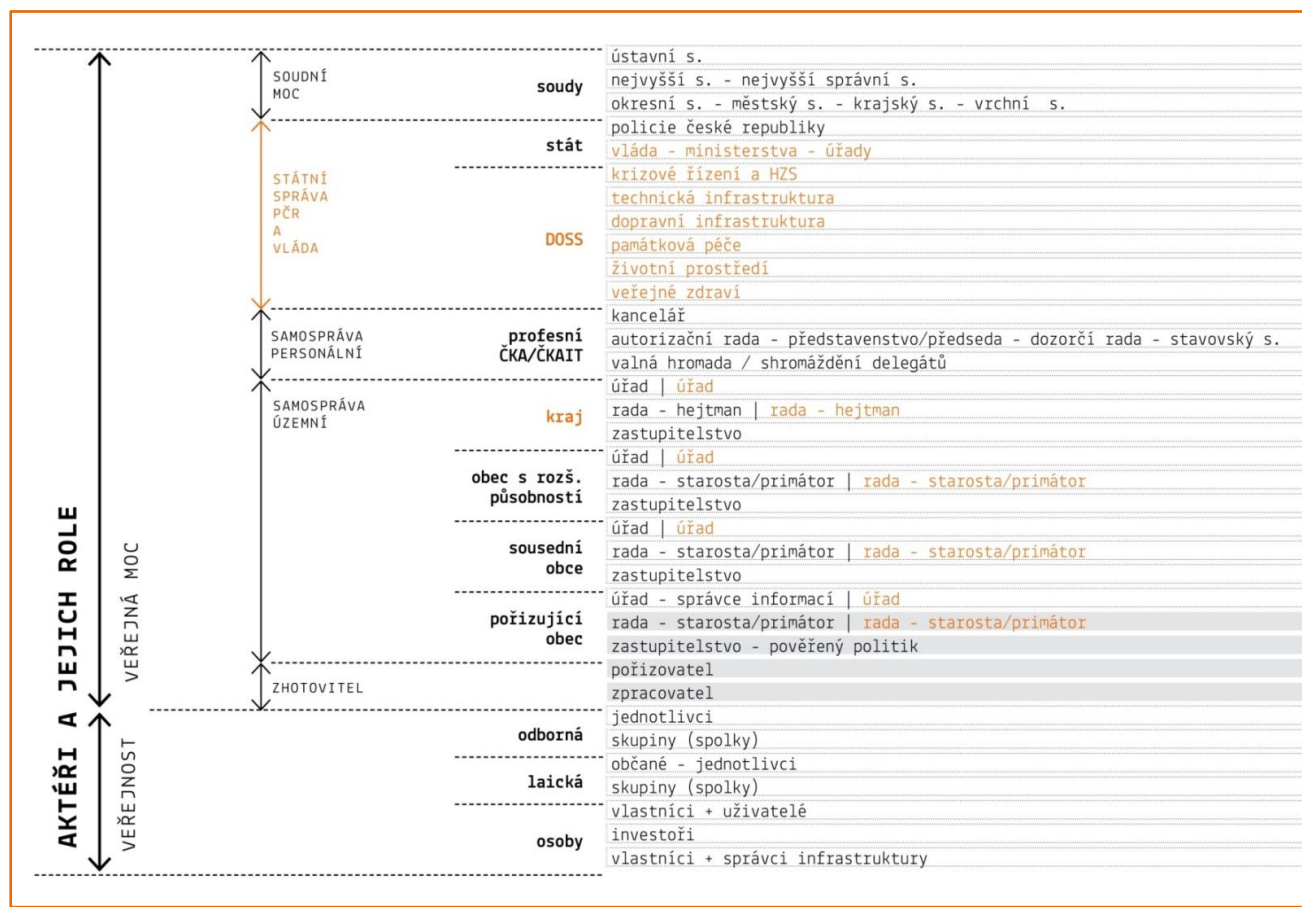 AKTÉŘI A JEJICH ROLE
VEŘEJNÁ MOC
SOUDNÍ
MOC
soudy
ústavní s.
nejvyšší s. - nejvyšší správní s.
okresní s. - městský s. - krajský s. - vrchní s.
STÁTNÍ
SPRÁVA
PČR
A
VLÁDA
stát
policie české republiky
vláda - ministerstva - úřady
DOSS
krizové řízení a HZS
technická infrastruktura
dopravní infrastruktura
památková péče
životní prostředí
veřejné zdraví
SAMOSPRÁVA
PERSONÁLNÍ
profesní
ČKA/ČKAIT
kancelář
autorizační rada - představenstvo/předseda - dozorčí rada - stavovský s.
valná hromada / shromáždění delegátů
SAMOSPRÁVA
ÚZEMNÍ
kraj
úřad | úřad
rada - hejtman | rada - hejtman
zastupitelstvo
obec s rozš.
působností
úřad | úřad
rada - starosta/primátor | rada - starosta/primátor
zastupitelstvo
sousední
obce
úřad | úřad
rada - starosta/primátor | rada - starosta/primátor
zastupitelstvo
pořizující
obec
úřad - správce informací | úřad
rada - starosta/primátor | rada - starosta/primátor
zastupitelstvo - pověřený politik
ZHOTOVITEL
pořizovatel
zpracovatel
VEŘEJNOST
odborná
jednotlivci
skupiny (spolky)
laická
občané - jednotlivci
skupiny (spolky)
osoby
vlastníci + uživatelé
investoři
vlastníci + správci infrastruktury